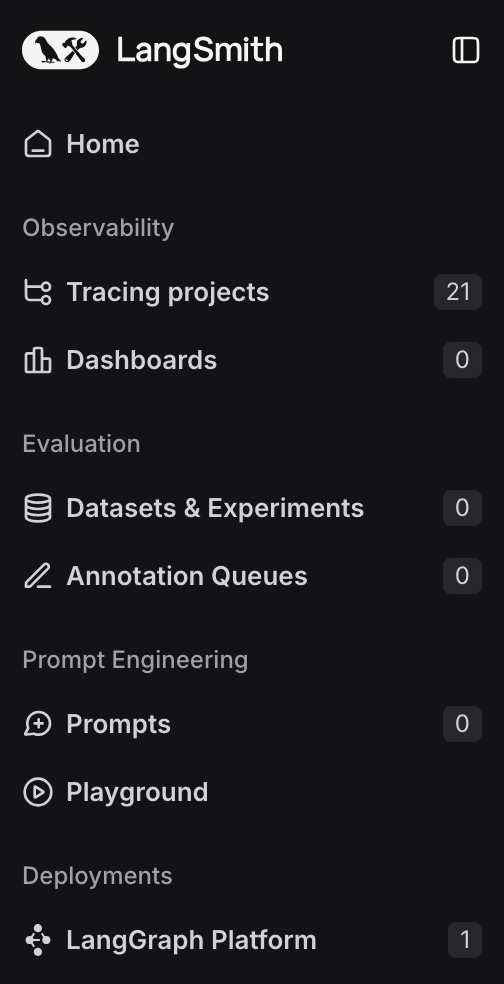 LangSmith
Home
Observability
Tracing projects 21
Dashboards 0
Evaluation
Datasets & Experiments 0
Annotation Queues 0
Prompt Engineering
Prompts 0
Playground
Deployments
LangGraph Platform 1